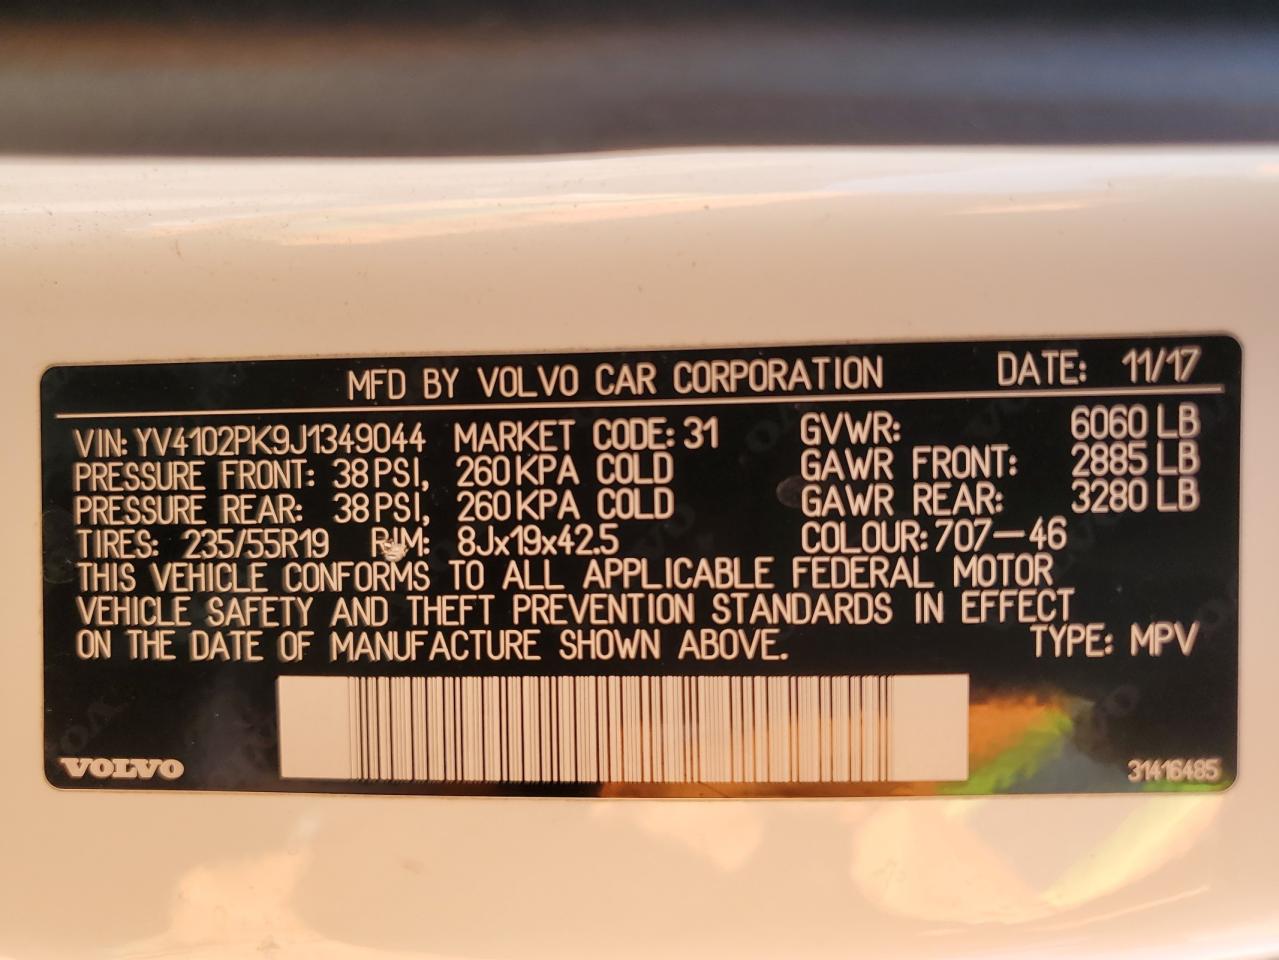 MFD BY VOLVO CAR CORPORATION DATE: 11/17
VIN: YV4102PK9J1349044 MARKET CODE: 31 GVWR: 6060 LB
PRESSURE FRONT: 38 PSI, 260 KPA COLD GAWR FRONT: 2885 LB
PRESSURE REAR: 38 PSI, 260 KPA COLD GAWR REAR: 3280 LB
TIRES: 235/55R19 RIM: 8Jx19x42.5 COLOUR: 707-46
THIS VEHICLE CONFORMS TO ALL APPLICABLE FEDERAL MOTOR
VEHICLE SAFETY AND THEFT PREVENTION STANDARDS IN EFFECT
ON THE DATE OF MANUFACTURE SHOWN ABOVE. TYPE: MPV
VOLVO 31416485